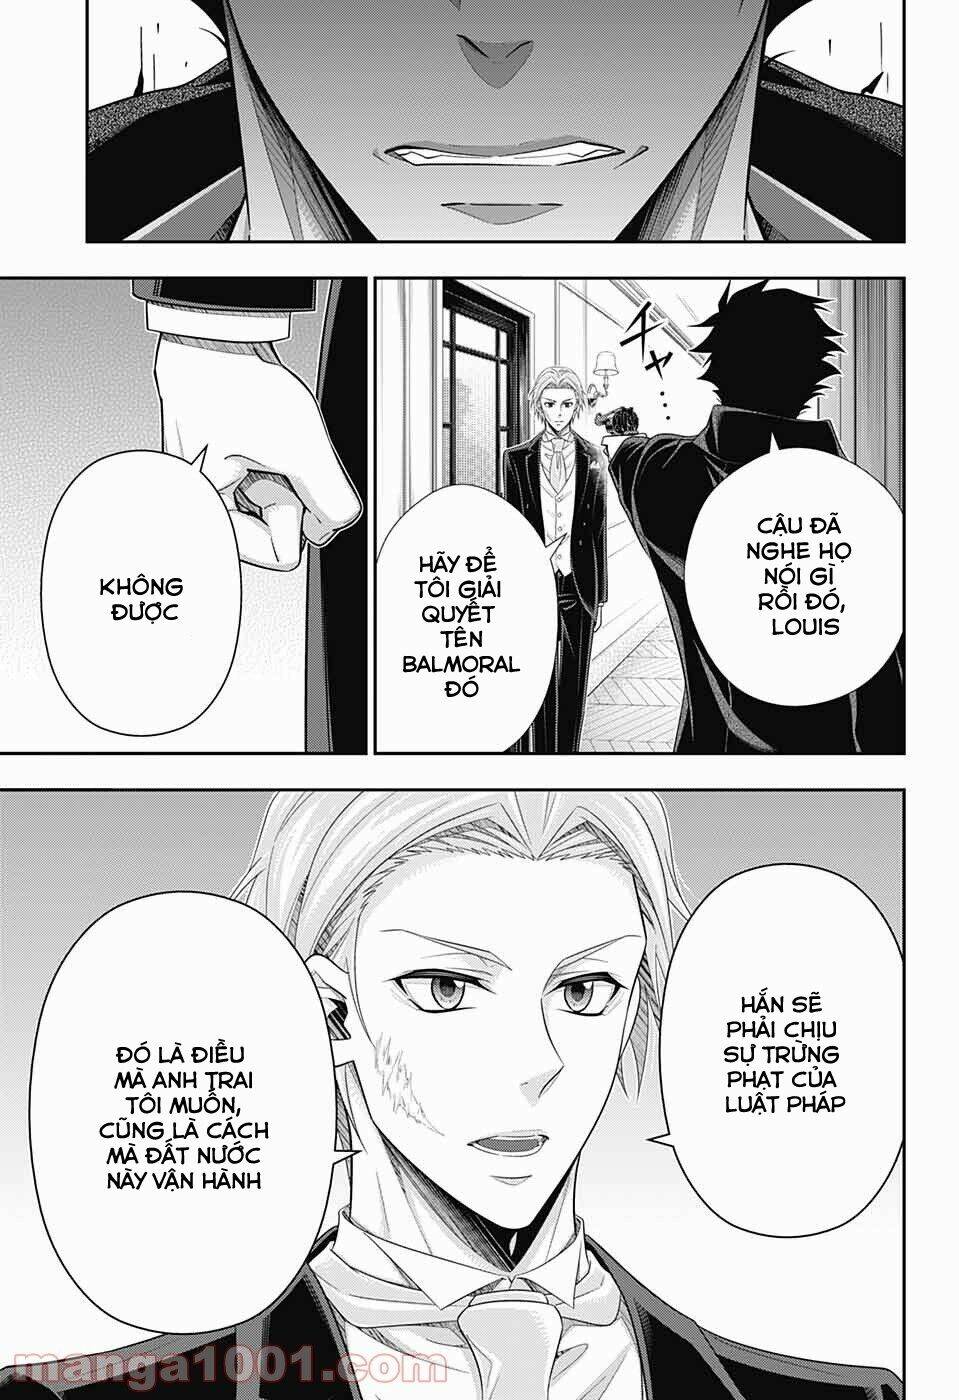 CẬU ĐÃ
NGHE HỌ
NÓI GÌ
RỒI ĐÓ,
LOUIS
HÃY ĐỂ
TÔI GIẢI
QUYẾT
TÊN
BALMORAL
ĐÓ
KHÔNG
ĐƯỢC
HẮN SẼ
PHẢI CHỊU
SỰ TRỪNG
PHẠT CỦA
LUẬT PHÁP
ĐÓ LÀ ĐIỀU
MÀ ANH TRAI
TÔI MUỐN,
CŨNG LÀ CÁCH
MÀ ĐẤT NƯỚC
NÀY VẬN HÀNH
manga1001.com